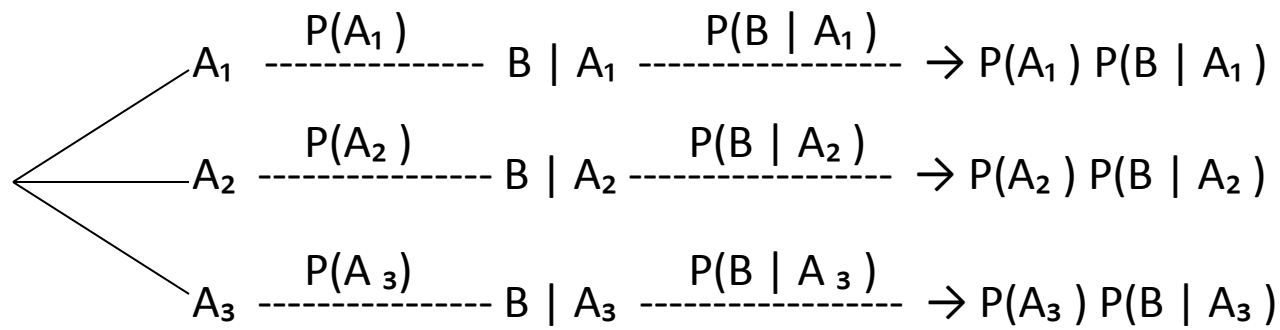 P(A₁ ) P(B | A₁ )
A₁ --------------- B | A₁ ------------------ → P(A₁ ) P(B | A₁ )
P(A₂ ) P(B | A₂ )
A₂ ---------------- B | A₂ ------------------ → P(A₂ ) P(B | A₂ )
P(A ₃) P(B | A ₃ )
A₃ ---------------- B | A₃ ------------------ → P(A₃ ) P(B | A₃ )